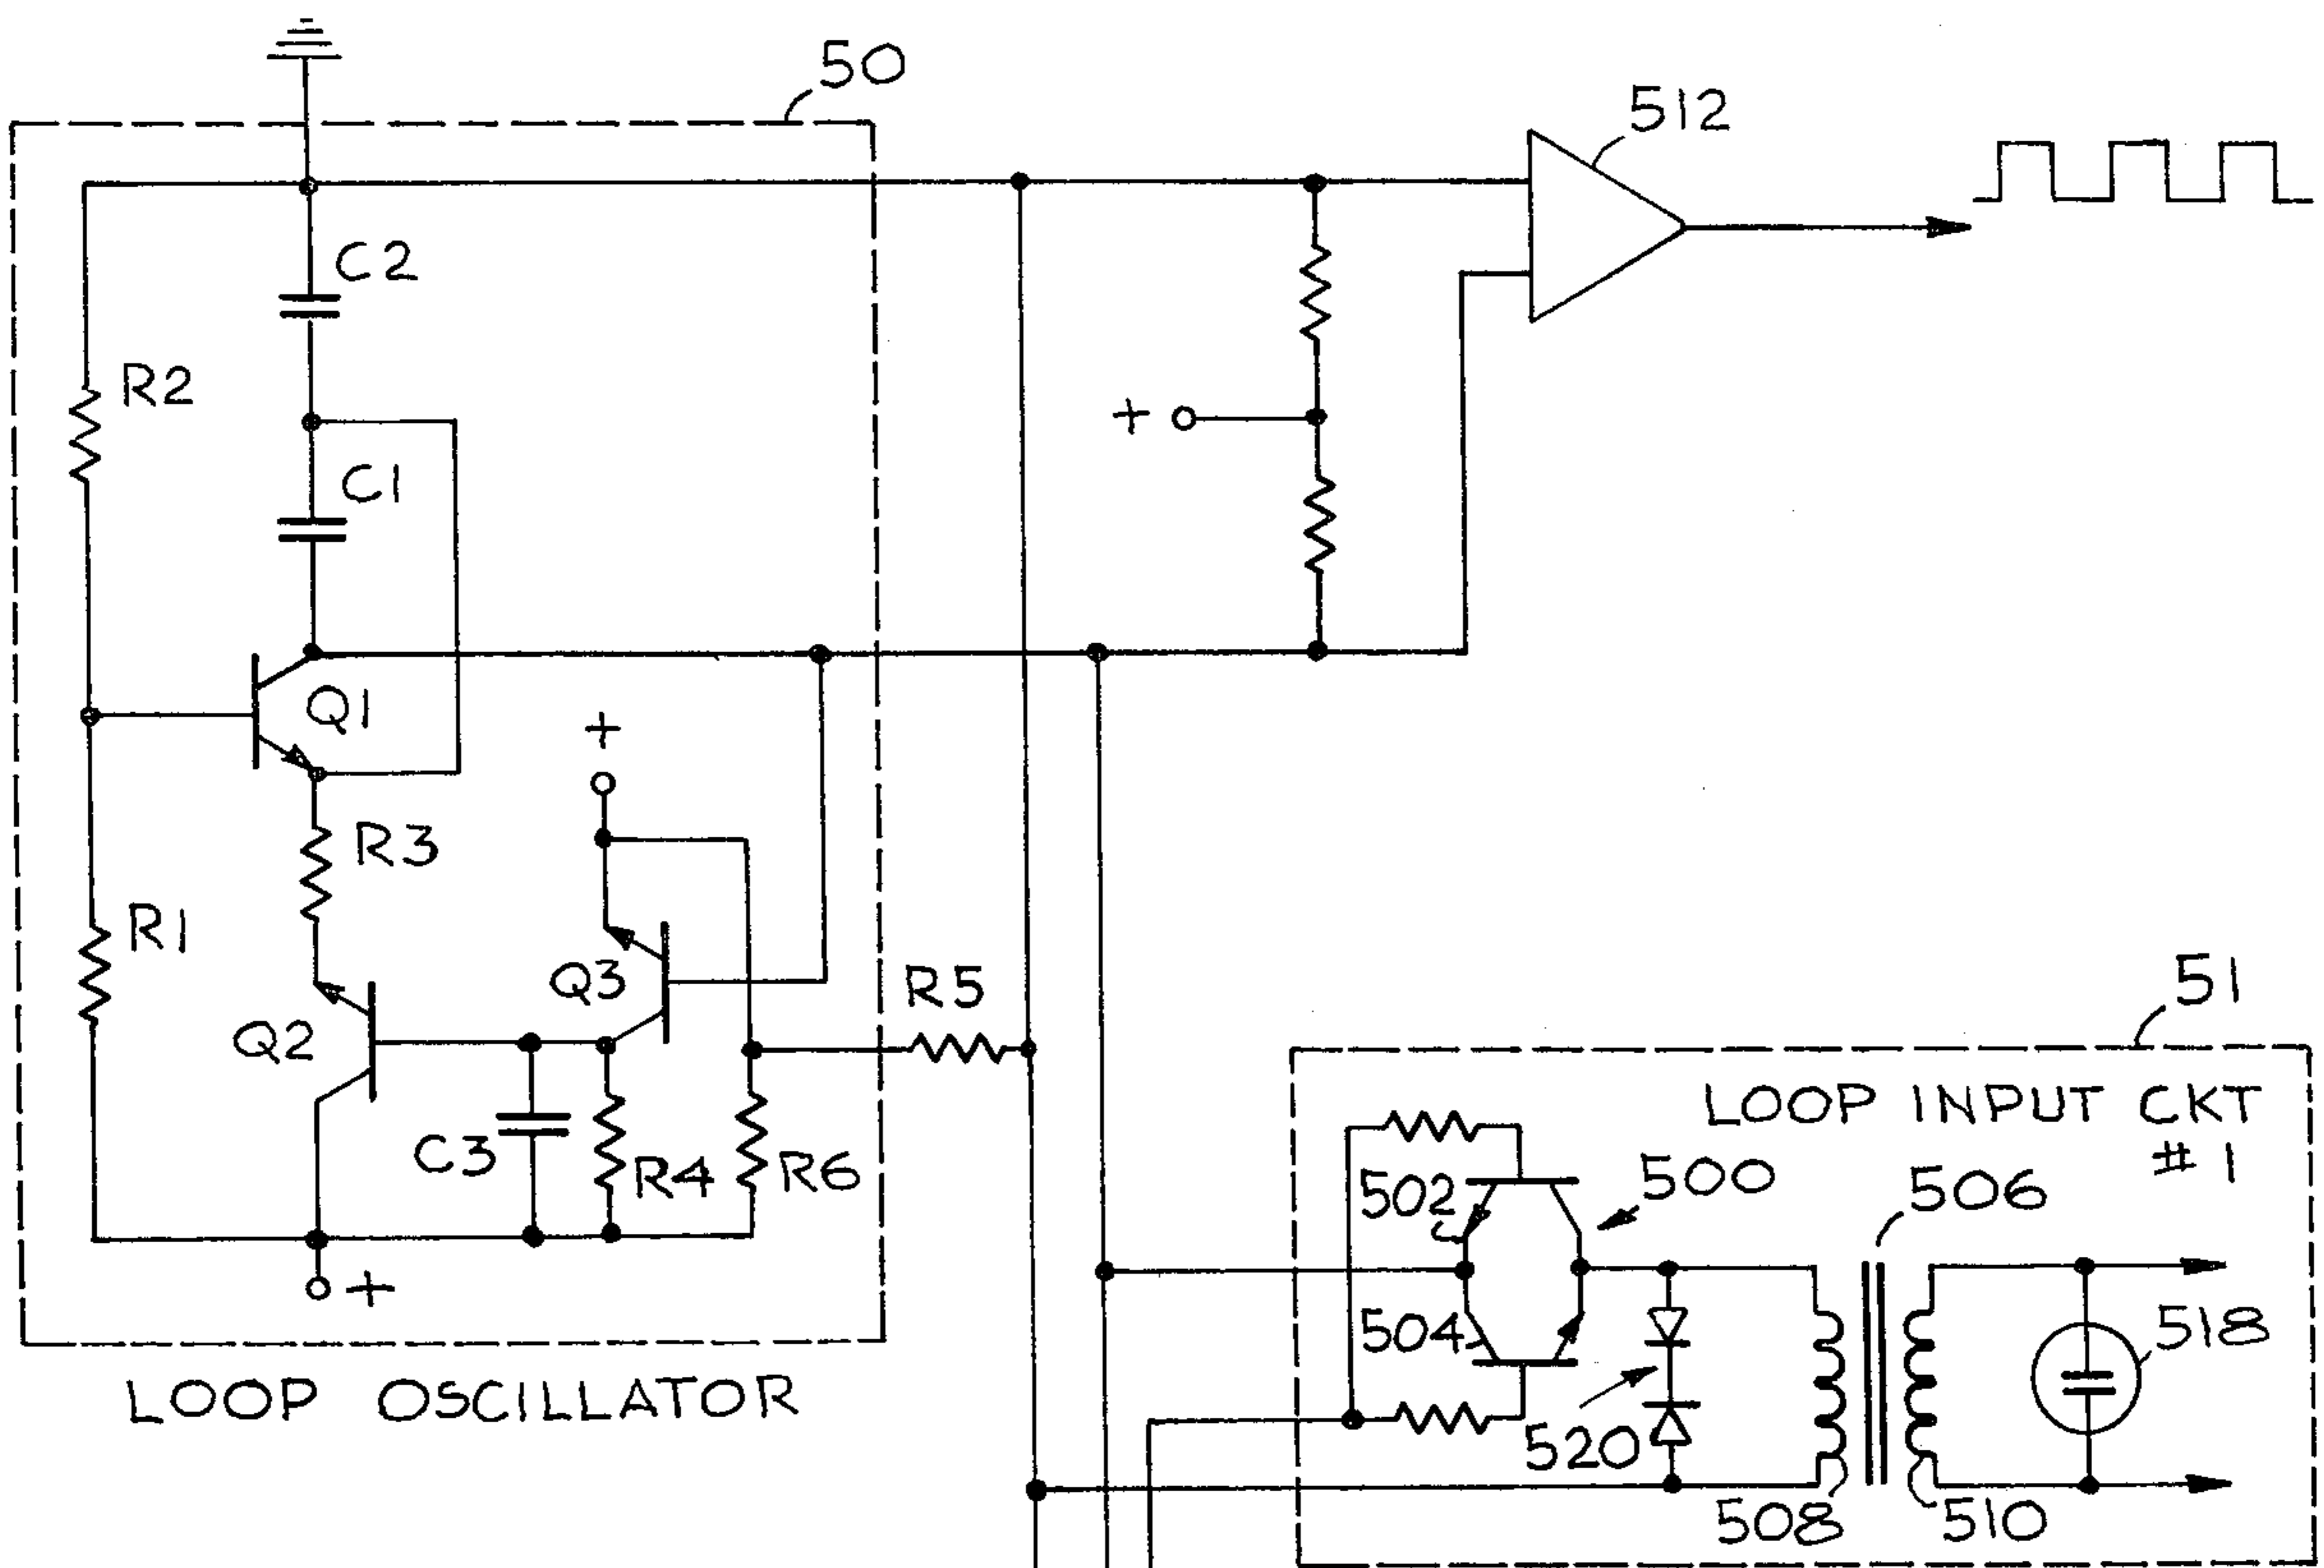 50
512
C2
R2
+
C1
Q1
+
R3
R1
Q3
R5
51
Q2
LOOP INPUT CKT
# 1
C3
R4
R6
502
500
506
+
504
518
LOOP OSCILLATOR
520
508
510